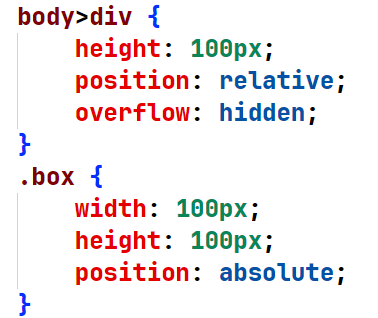 body>div {
    height: 100px;
    position: relative;
    overflow: hidden;
}
.box {
    width: 100px;
    height: 100px;
    position: absolute;
}